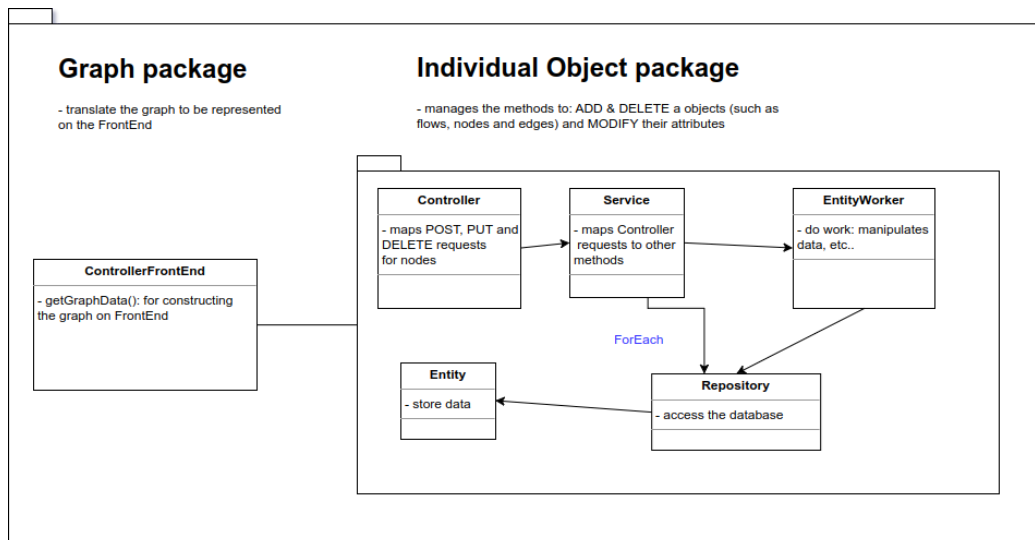 Graph package
- translate the graph to be represented
on the FrontEnd
Individual Object package
- manages the methods to: ADD & DELETE a objects (such as
flows, nodes and edges) and MODIFY their attributes
ControllerFrontEnd
- getGraphData(): for constructing
the graph on FrontEnd
Controller
- maps POST, PUT and
DELETE requests
for nodes
Service
- maps Controller
requests to other
methods
EntityWorker
- do work: manipulates
data, etc..
ForEach
Entity
- store data
Repository
- access the database